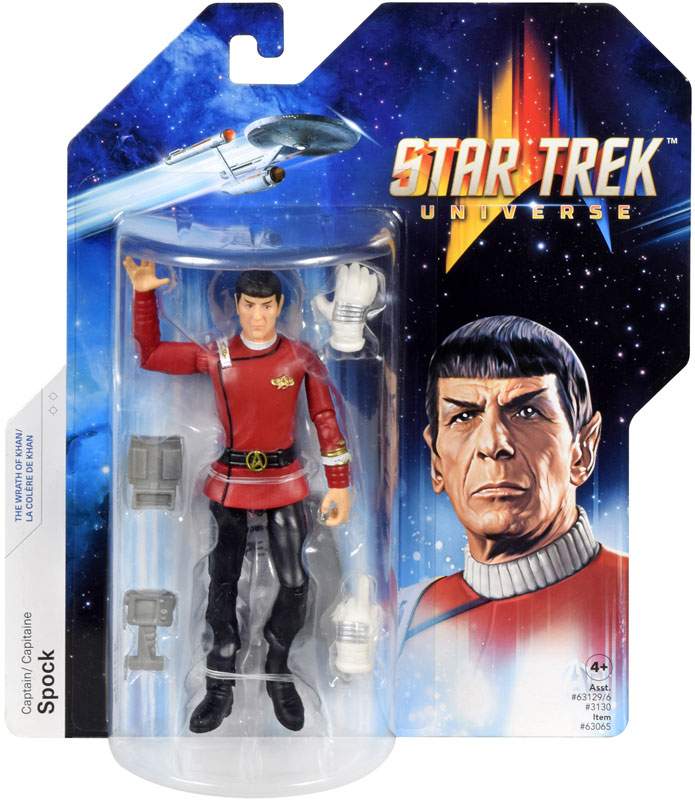 STAR TREK™
UNIVERSE
THE WRATH OF KHAN/
LA COLÈRE DE KHAN
Captain/ Capitaine
Spock
4+
Asst.
#63129/6
#3130
Item
#63065